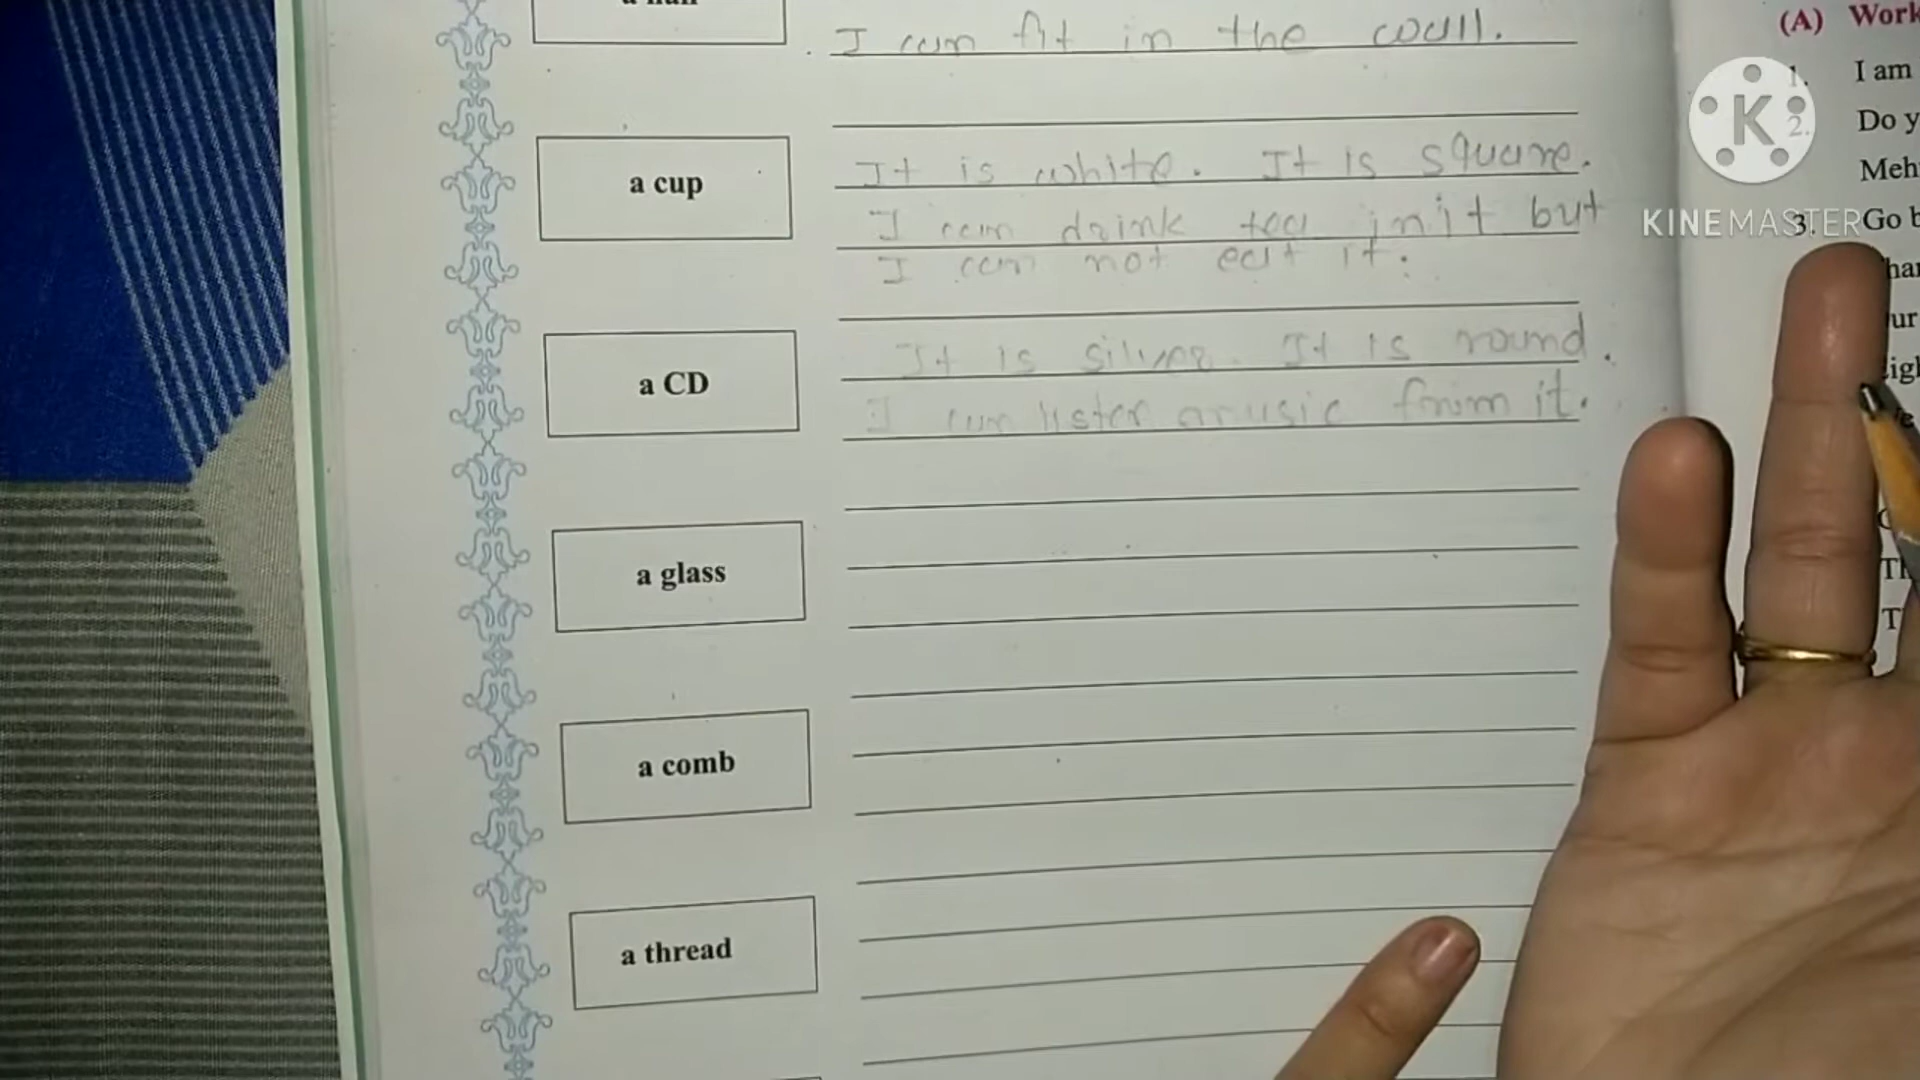 I can fit in the wall.
a cup
It is white. It is square.
I can drink tea in it but
I can not eat it.
a CD
It is silver. It is round.
I can listen music from it.
a glass
a comb
a thread
(A) Work
1. I am
2. Do y
Meh
3. Go b
KINEMASTER